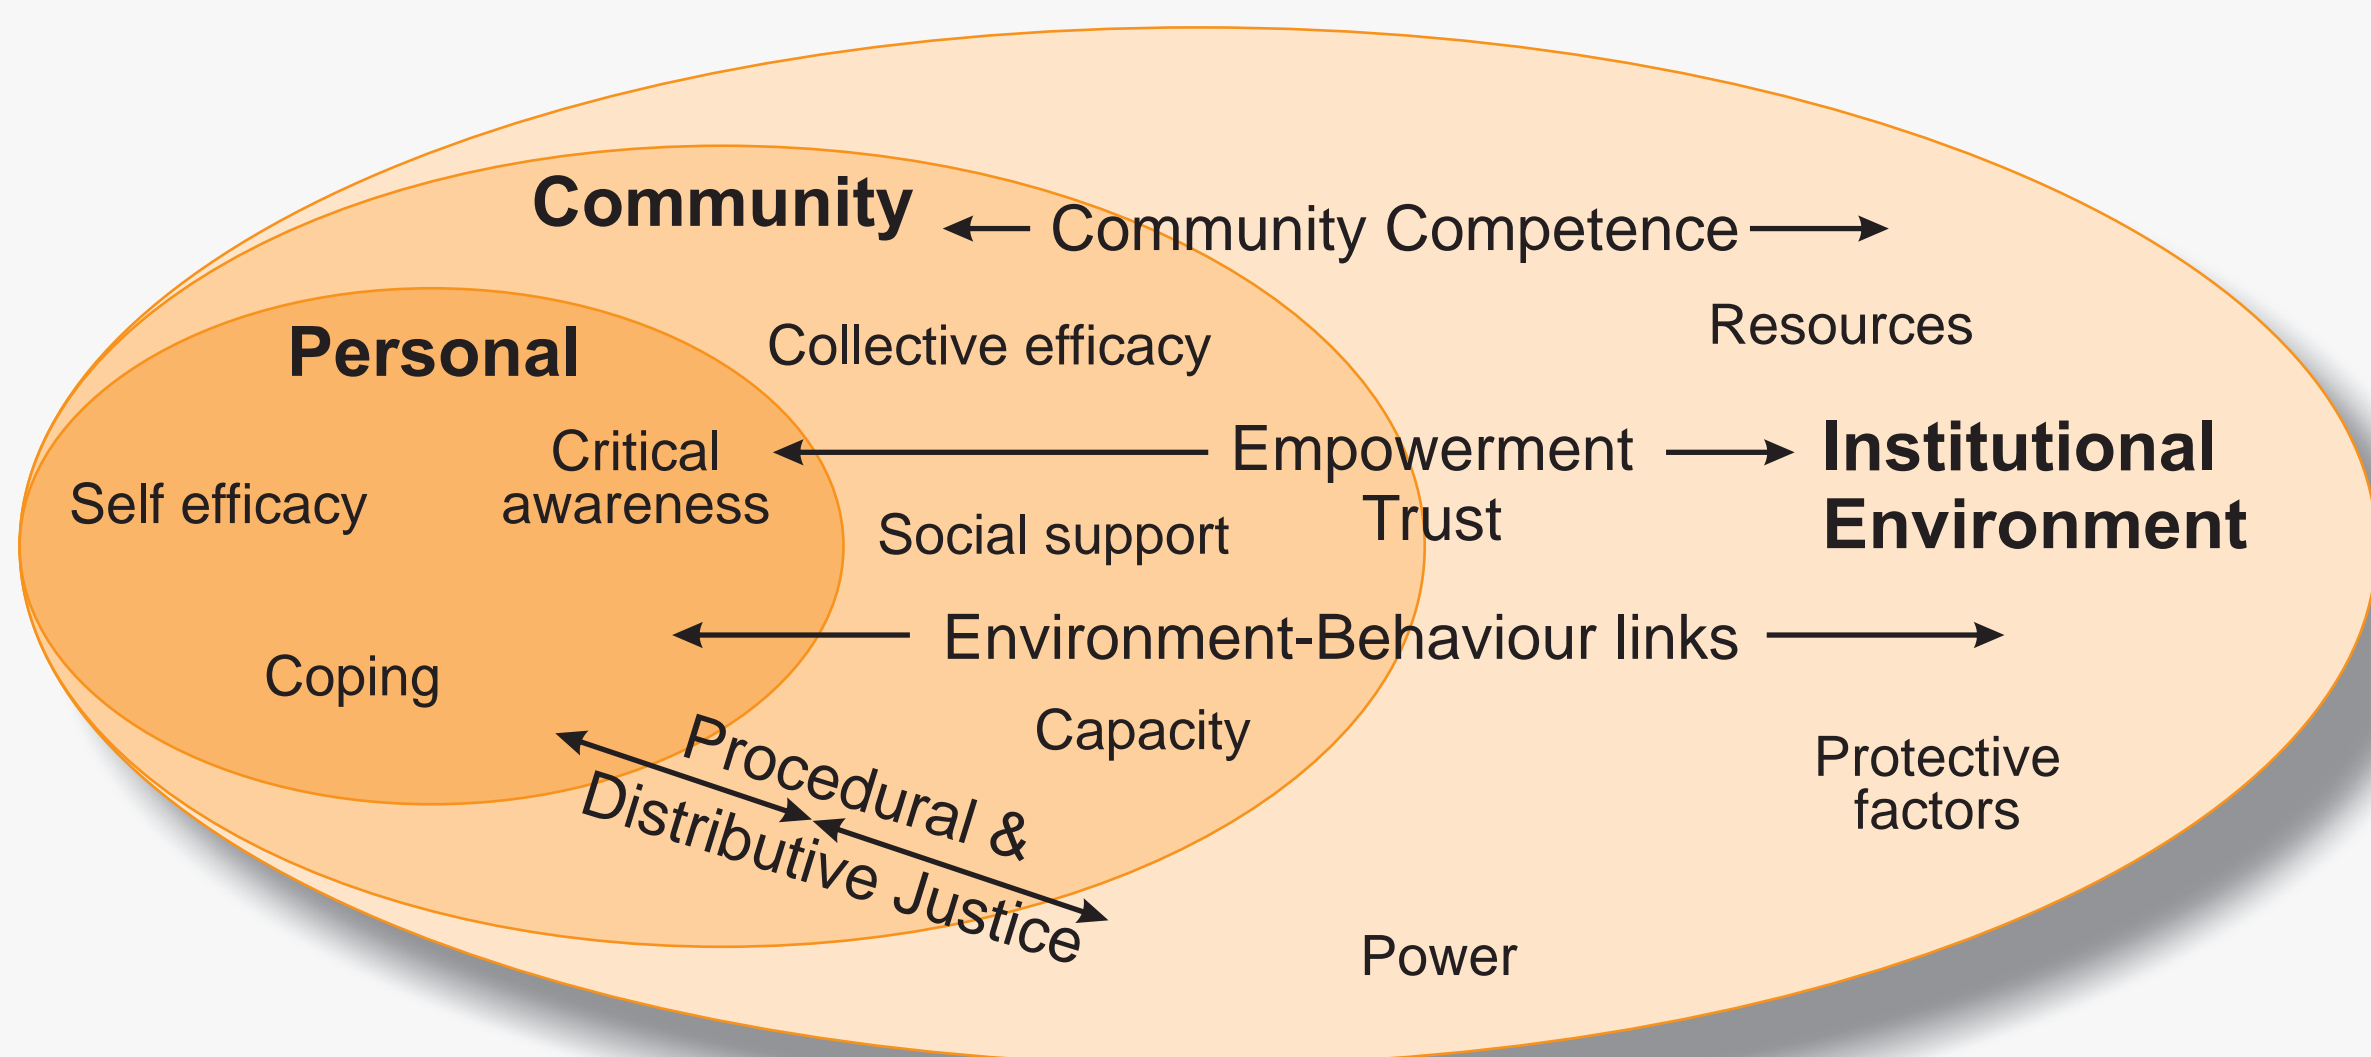 Community
Community Competence
Resources
Personal
Collective efficacy
Critical
awareness
Self efficacy
Empowerment
Trust
Institutional
Environment
Social support
Environment-Behaviour links
Coping
Capacity
Procedural &
Distributive Justice
Protective
factors
Power